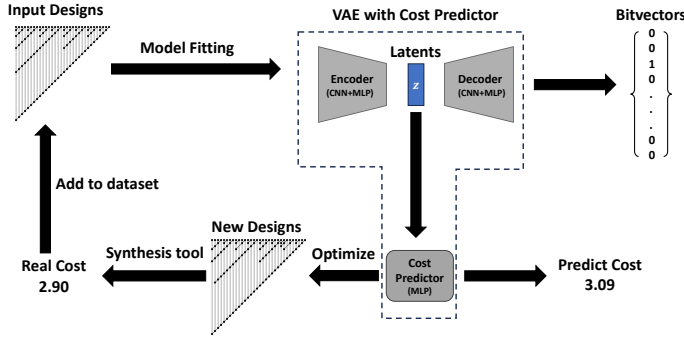 Input Designs
VAE with Cost Predictor
Bitvectors
Model Fitting
Latents
Encoder
(CNN+MLP)
z
Decoder
(CNN+MLP)
0
0
1
0
.
.
.
0
0
Add to dataset
New Designs
Synthesis tool
Optimize
Real Cost
2.90
Cost
Predictor
(MLP)
Predict Cost
3.09